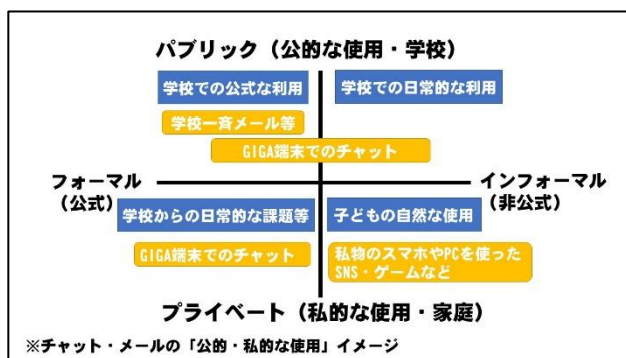 パブリック（公的な使用・学校）
学校での公式な利用
学校での日常的な利用
学校一斉メール等
GIGA端末でのチャット
フォーマル
（公式）
インフォーマル
（非公式）
学校からの日常的な課題等
子どもの自然な使用
GIGA端末でのチャット
私物のスマホやPCを使った
SNS・ゲームなど
プライベート（私的な使用・家庭）
※チャット・メールの「公的・私的な使用」イメージ